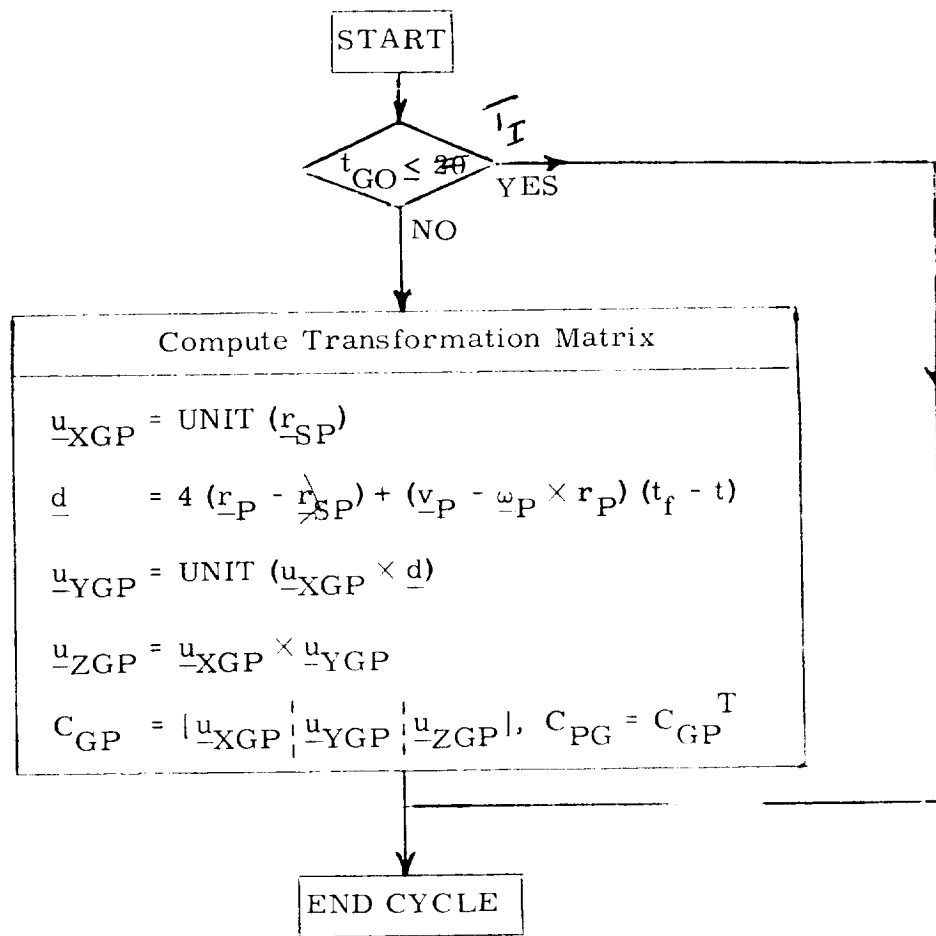 START
t_GO ≤ 20 T_I
YES
NO
Compute Transformation Matrix
u_XGP = UNIT (r_SP)
d = 4 (r_P - r_SP) + (v_P - ω_P × r_P) (t_f - t)
u_YGP = UNIT (u_XGP × d)
u_ZGP = u_XGP × u_YGP
C_GP = [u_XGP ¦ u_YGP ¦ u_ZGP], C_PG = C_GP^T
END CYCLE